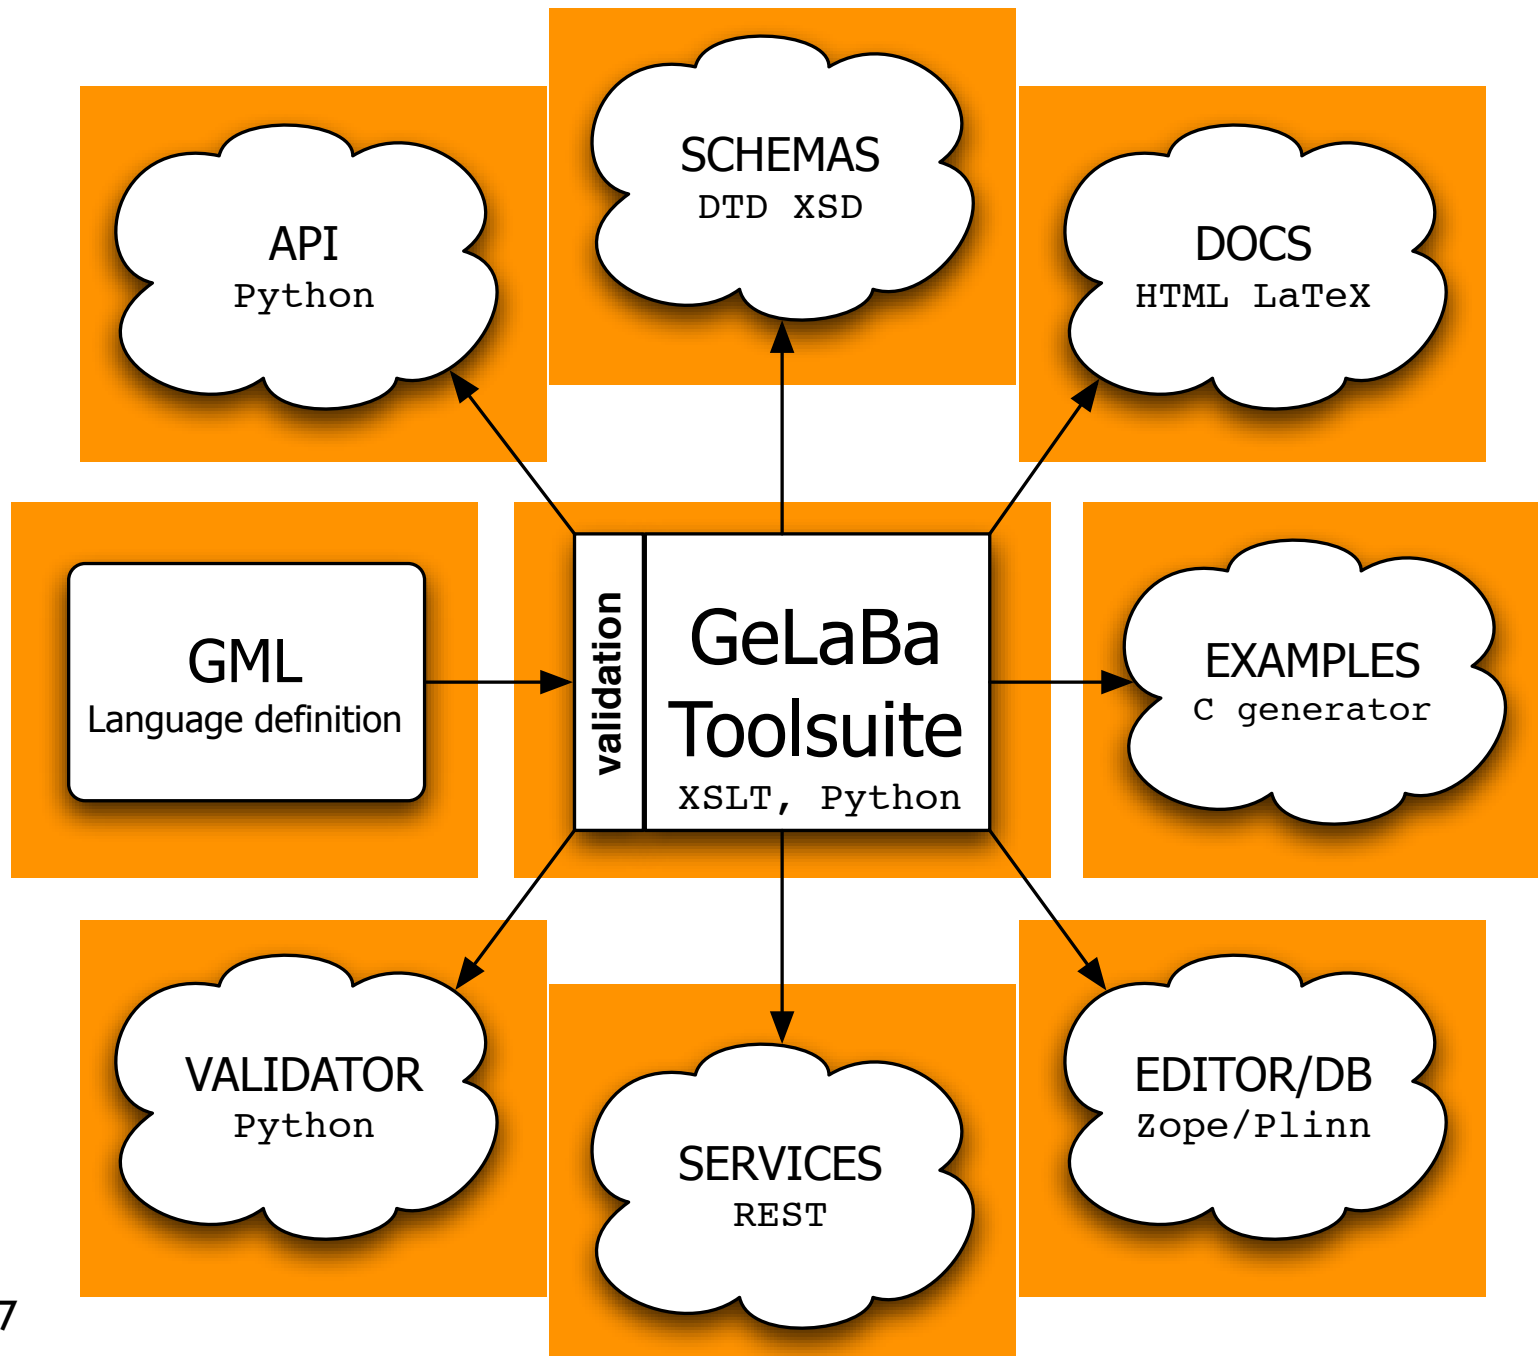 SCHEMAS
DTD XSD
API
Python
DOCS
HTML LaTeX
GML
Language definition
validation
GeLaBa
Toolsuite
XSLT, Python
EXAMPLES
C generator
VALIDATOR
Python
SERVICES
REST
EDITOR/DB
Zope/Plinn
7